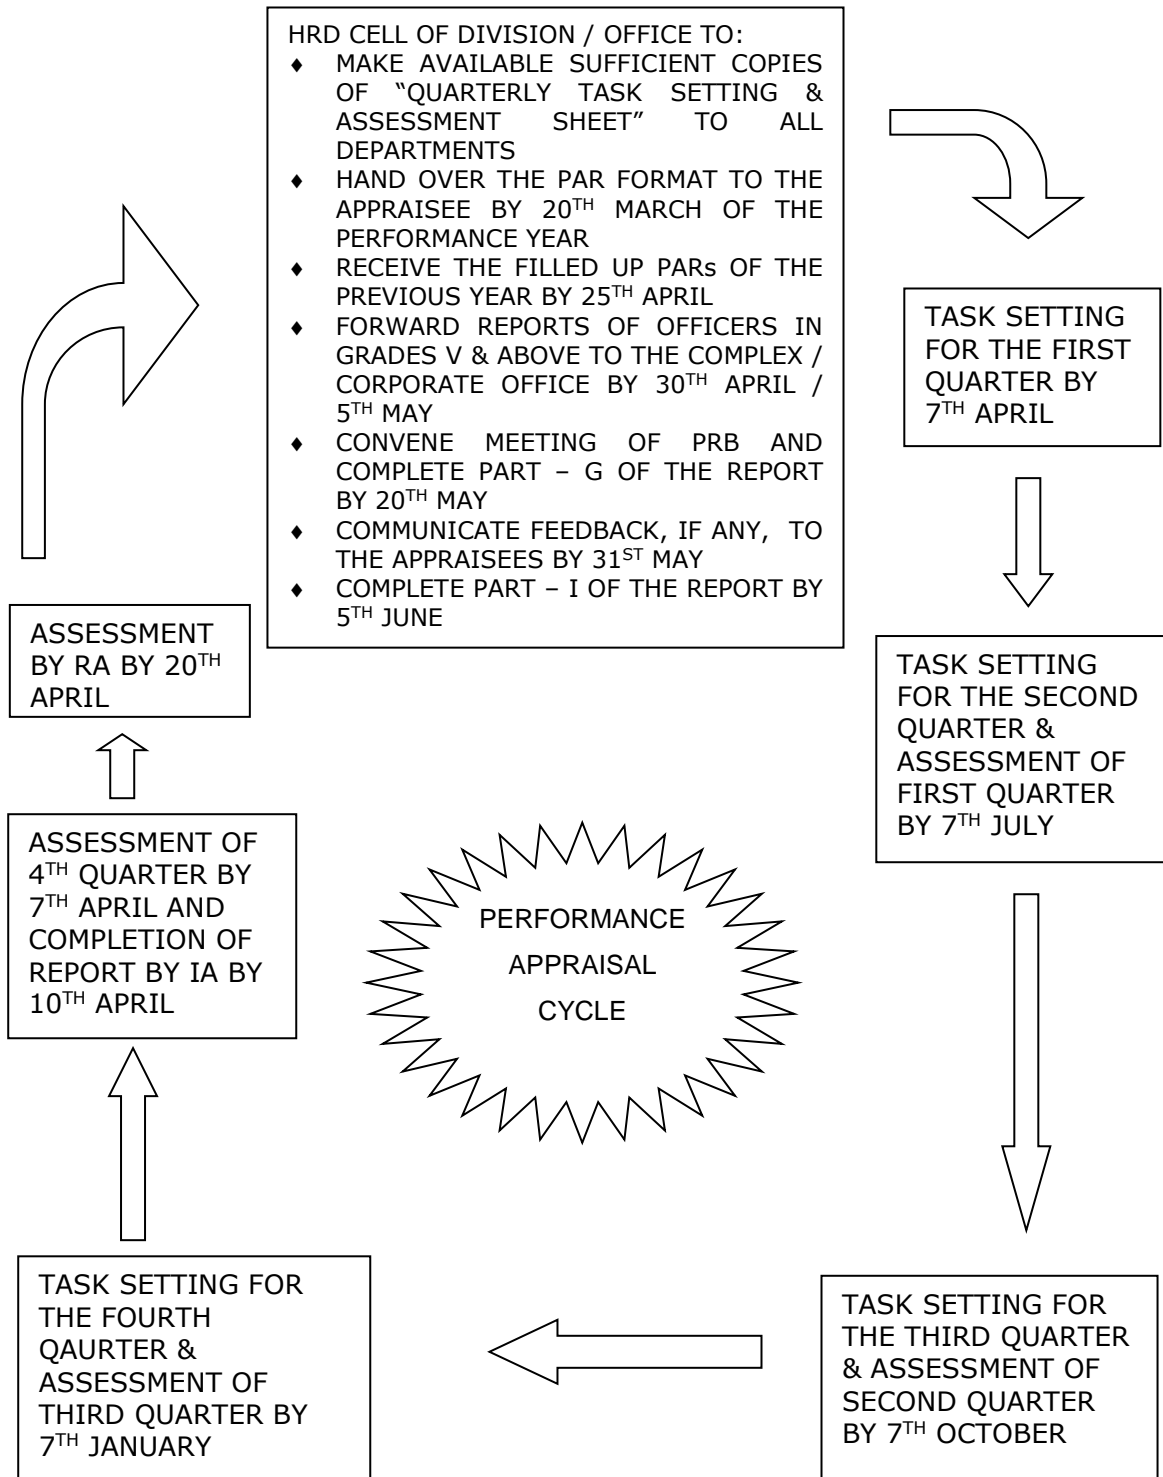 HRD CELL OF DIVISION / OFFICE TO:
♦ MAKE AVAILABLE SUFFICIENT COPIES
OF “QUARTERLY TASK SETTING &
ASSESSMENT SHEET” TO ALL
DEPARTMENTS
♦ HAND OVER THE PAR FORMAT TO THE
APPRAISEE BY 20TH MARCH OF THE
PERFORMANCE YEAR
♦ RECEIVE THE FILLED UP PARs OF THE
PREVIOUS YEAR BY 25TH APRIL
♦ FORWARD REPORTS OF OFFICERS IN
GRADES V & ABOVE TO THE COMPLEX /
CORPORATE OFFICE BY 30TH APRIL /
5TH MAY
♦ CONVENE MEETING OF PRB AND
COMPLETE PART – G OF THE REPORT
BY 20TH MAY
♦ COMMUNICATE FEEDBACK, IF ANY, TO
THE APPRAISEES BY 31ST MAY
♦ COMPLETE PART – I OF THE REPORT BY
5TH JUNE
TASK SETTING
FOR THE FIRST
QUARTER BY
7TH APRIL
TASK SETTING
FOR THE SECOND
QUARTER &
ASSESSMENT OF
FIRST QUARTER
BY 7TH JULY
TASK SETTING FOR
THE THIRD QUARTER
& ASSESSMENT OF
SECOND QUARTER
BY 7TH OCTOBER
TASK SETTING FOR
THE FOURTH
QAURTER &
ASSESSMENT OF
THIRD QUARTER BY
7TH JANUARY
ASSESSMENT OF
4TH QUARTER BY
7TH APRIL AND
COMPLETION OF
REPORT BY IA BY
10TH APRIL
ASSESSMENT
BY RA BY 20TH
APRIL
PERFORMANCE
APPRAISAL
CYCLE